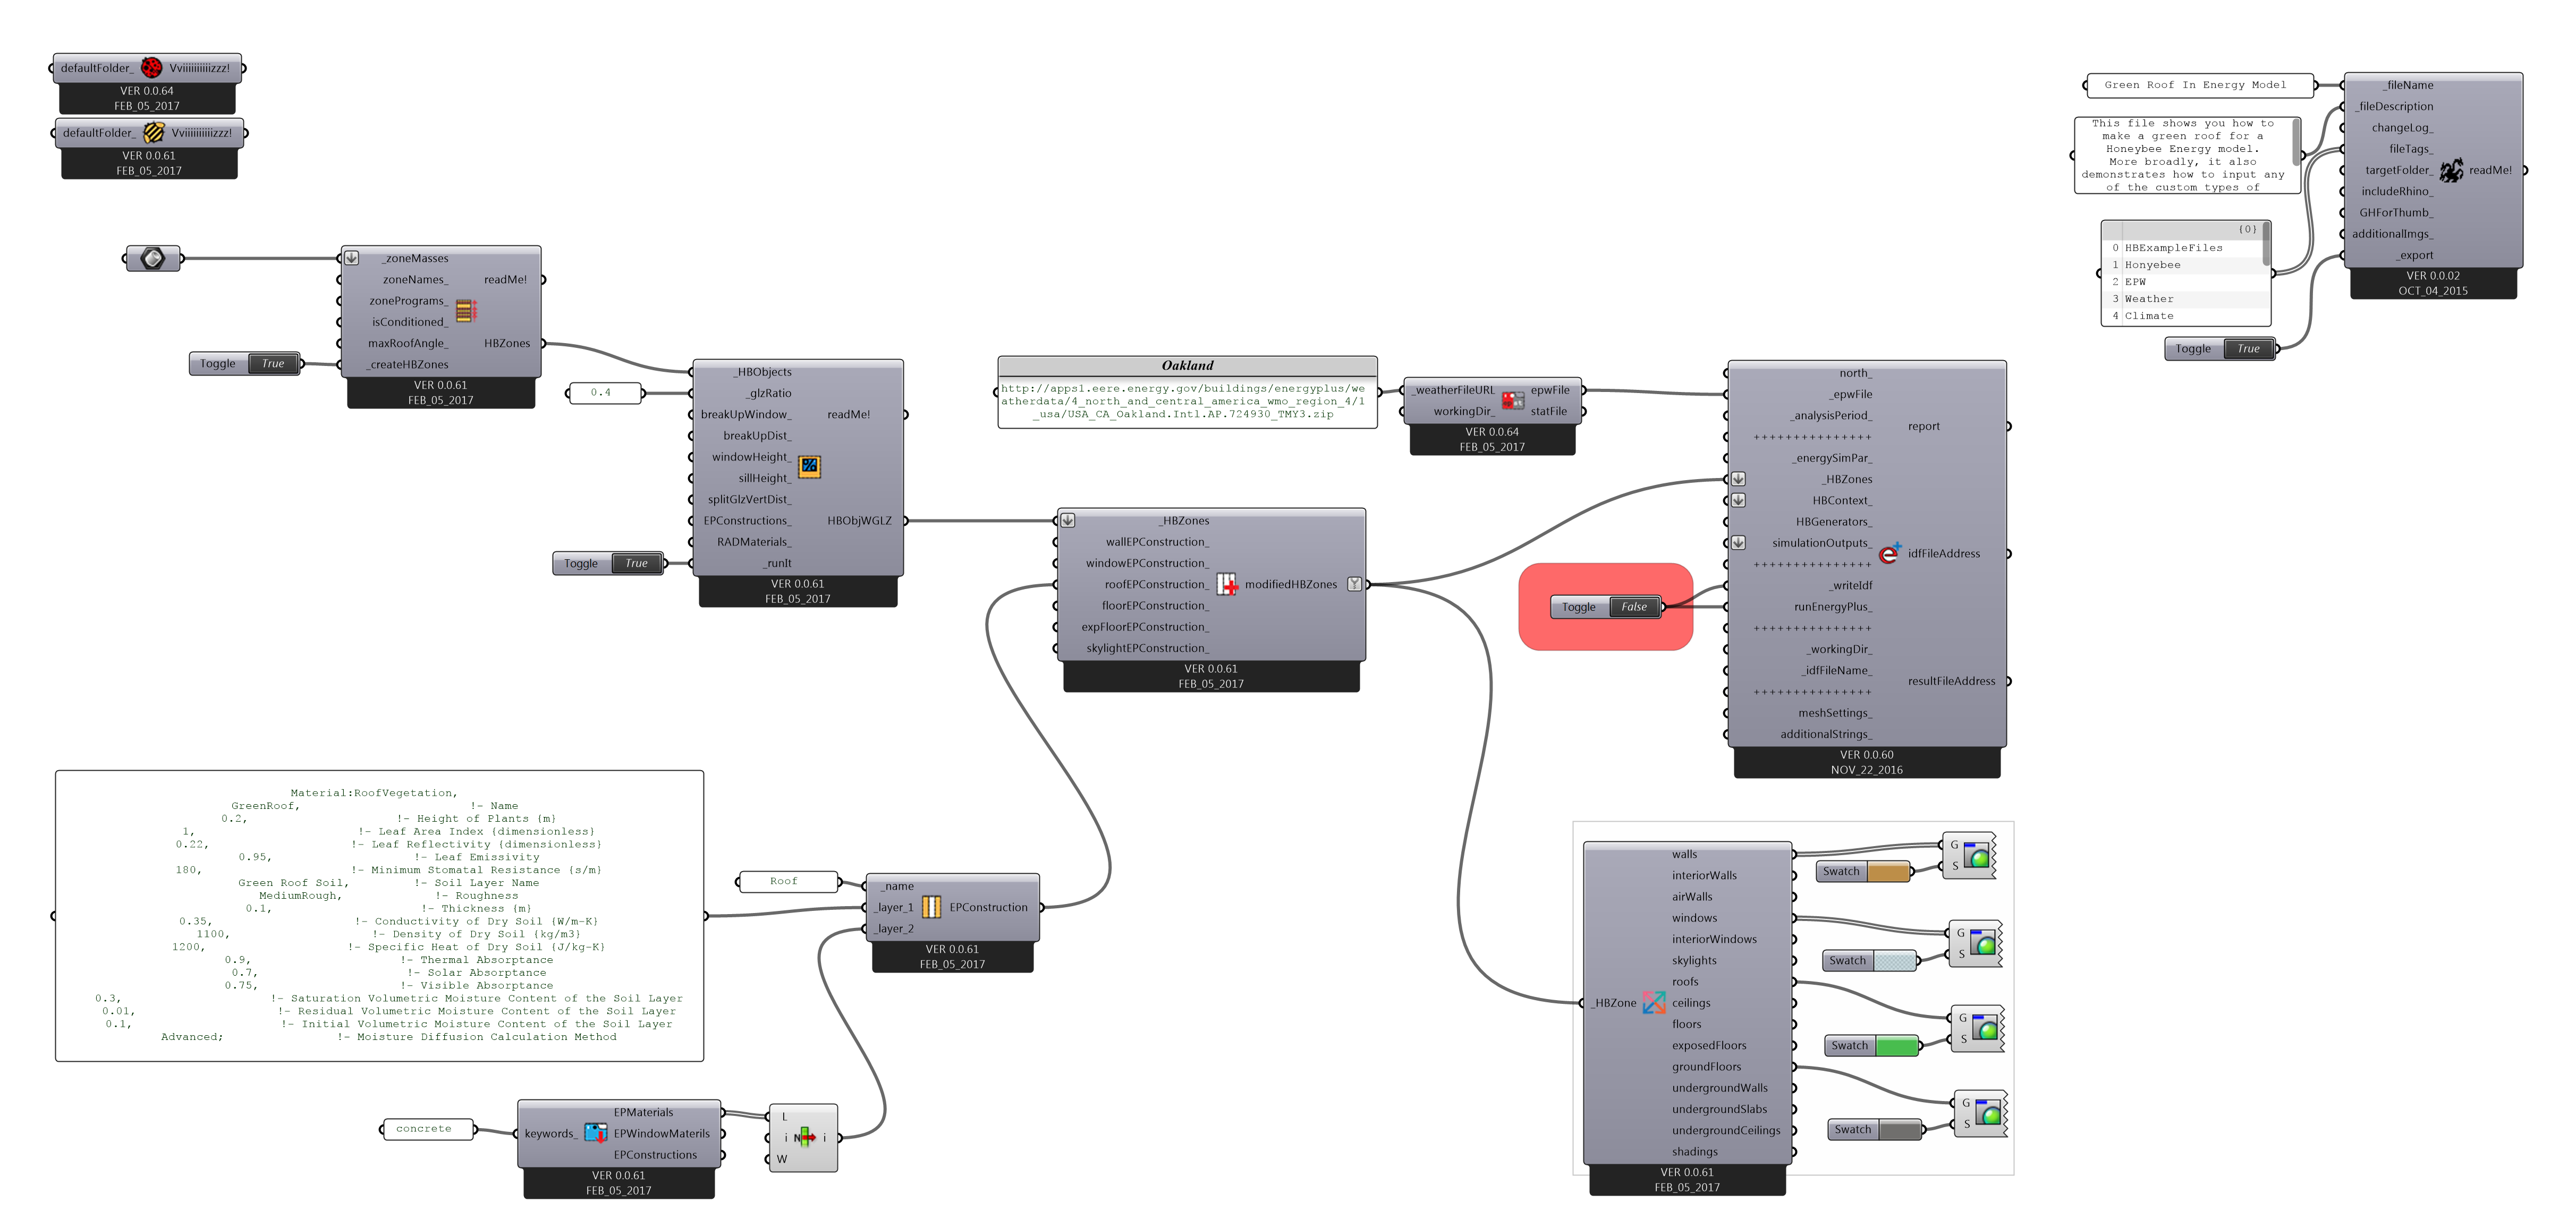 defaultFolder_ Vviiiiiiiiiizzz!
VER 0.0.64
FEB_05_2017
defaultFolder_ Vviiiiiiiiiizzz!
VER 0.0.61
FEB_05_2017
_zoneMasses
zoneNames_ readMe!
zonePrograms_
isConditioned_
maxRoofAngle_ HBZones
_createHBZones
VER 0.0.61
FEB_05_2017
Toggle True
_HBObjects
_glzRatio
breakUpWindow_ readMe!
breakUpDist_
windowHeight_
sillHeight_
splitGlzVertDist_
EPConstructions_ HBObjWGLZ
RADMaterials_
_runIt
VER 0.0.61
FEB_05_2017
0.4
Toggle True
Oakland
http://apps1.eere.energy.gov/buildings/energyplus/we
atherdata/4_north_and_central_america_wmo_region_4/1
_usa/USA_CA_Oakland.Intl.AP.724930_TMY3.zip
_weatherFileURL epwFile
workingDir_ statFile
VER 0.0.64
FEB_05_2017
_HBZones
wallEPConstruction_
windowEPConstruction_
roofEPConstruction_ modifiedHBZones
floorEPConstruction_
expFloorEPConstruction_
skylightEPConstruction_
VER 0.0.61
FEB_05_2017
Toggle False
north_
_epwFile
_analysisPeriod_
report
+++++++++++++++
_energySimPar_
_HBZones
HBContext_
HBGenerators_
simulationOutputs_
idfFileAddress
+++++++++++++++
_writeIdf
runEnergyPlus_
+++++++++++++++
_workingDir_
_idfFileName_
resultFileAddress
+++++++++++++++
meshSettings_
additionalStrings_
VER 0.0.60
NOV_22_2016
Green Roof In Energy Model
This file shows you how to
make a green roof for a
Honeybee Energy model.
More broadly, it also
demonstrates how to input any
of the custom types of
{0}
0 HBExampleFiles
1 Honyebee
2 EPW
3 Weather
4 Climate
Toggle True
_fileName
_fileDescription
changeLog_
fileTags_
targetFolder_ readMe!
includeRhino_
GHForThumb_
additionalImgs_
_export
VER 0.0.02
OCT_04_2015
Material:RoofVegetation,
GreenRoof, !- Name
0.2, !- Height of Plants {m}
1, !- Leaf Area Index {dimensionless}
0.22, !- Leaf Reflectivity {dimensionless}
0.95, !- Leaf Emissivity
180, !- Minimum Stomatal Resistance {s/m}
Green Roof Soil, !- Soil Layer Name
MediumRough, !- Roughness
0.1, !- Thickness {m}
0.35, !- Conductivity of Dry Soil {W/m-K}
1100, !- Density of Dry Soil {kg/m3}
1200, !- Specific Heat of Dry Soil {J/kg-K}
0.9, !- Thermal Absorptance
0.7, !- Solar Absorptance
0.75, !- Visible Absorptance
0.3, !- Saturation Volumetric Moisture Content of the Soil Layer
0.01, !- Residual Volumetric Moisture Content of the Soil Layer
0.1, !- Initial Volumetric Moisture Content of the Soil Layer
Advanced; !- Moisture Diffusion Calculation Method
Roof
_name
_layer_1 EPConstruction
_layer_2
VER 0.0.61
FEB_05_2017
concrete
EPMaterials
keywords_ EPWindowMaterils
EPConstructions
VER 0.0.61
FEB_05_2017
L
i N i
W
_HBZone
walls
interiorWalls
airWalls
windows
interiorWindows
skylights
roofs
ceilings
floors
exposedFloors
groundFloors
undergroundWalls
undergroundSlabs
undergroundCeilings
shadings
VER 0.0.61
FEB_05_2017
G
S
Swatch
G
S
Swatch
G
S
Swatch
G
S
Swatch